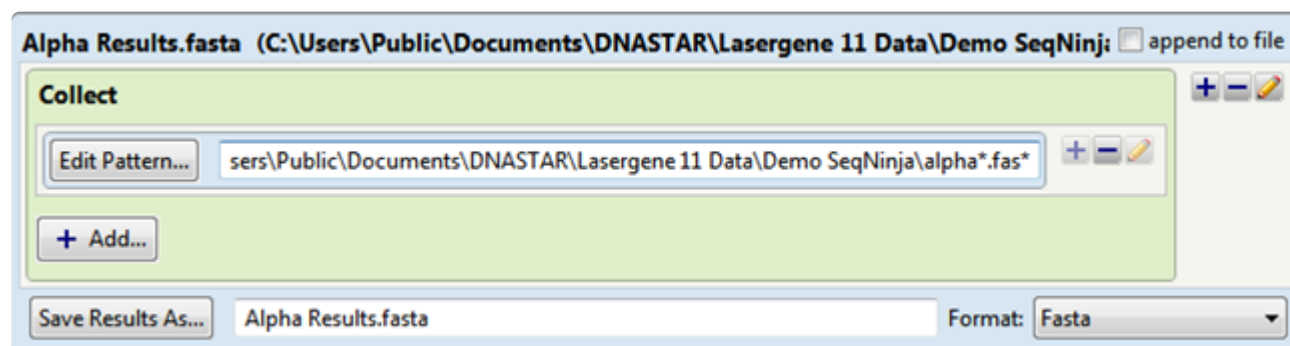 Alpha Results.fasta (C:\Users\Public\Documents\DNASTAR\Lasergene 11 Data\Demo SeqNinj append to file
Collect
Edit Pattern... sers\Public\Documents\DNASTAR\Lasergene 11 Data\Demo SeqNinja\alpha*.fas*
+ Add...
Save Results As... Alpha Results.fasta Format: Fasta